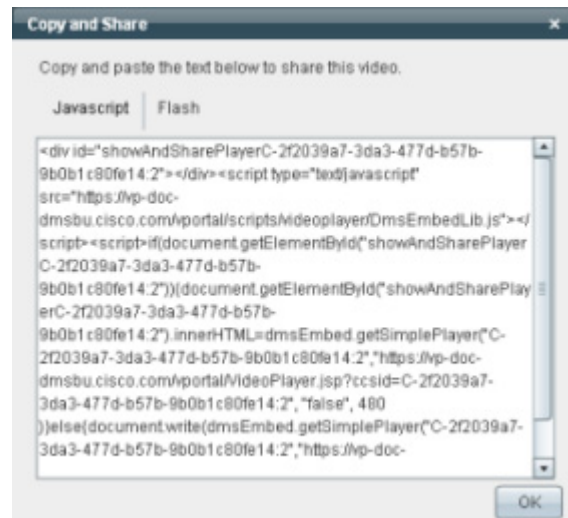 Copy and Share
Copy and paste the text below to share this video.
Javascript Flash
<div id="showAndSharePlayerC-2f2039a7-3da3-477d-b57b-
9b0b1c80fe14:2"></div><script type="text/javascript"
src="https://vp-doc-
dmsbu.cisco.com/vportal/scripts/videoplayer/DmsEmbedLib.js"></
script><script>if(document.getElementById("showAndSharePlayer
C-2f2039a7-3da3-477d-b57b-
9b0b1c80fe14:2")){document.getElementById("showAndSharePlay
erC-2f2039a7-3da3-477d-b57b-
9b0b1c80fe14:2").innerHTML=dmsEmbed.getSimplePlayer("C-
2f2039a7-3da3-477d-b57b-9b0b1c80fe14:2","https://vp-doc-
dmsbu.cisco.com/vportal/VideoPlayer.jsp?ccsid=C-2f2039a7-
3da3-477d-b57b-9b0b1c80fe14:2", "false", 480
)}else{document.write(dmsEmbed.getSimplePlayer("C-2f2039a7-
3da3-477d-b57b-9b0b1c80fe14:2","https://vp-doc-
OK